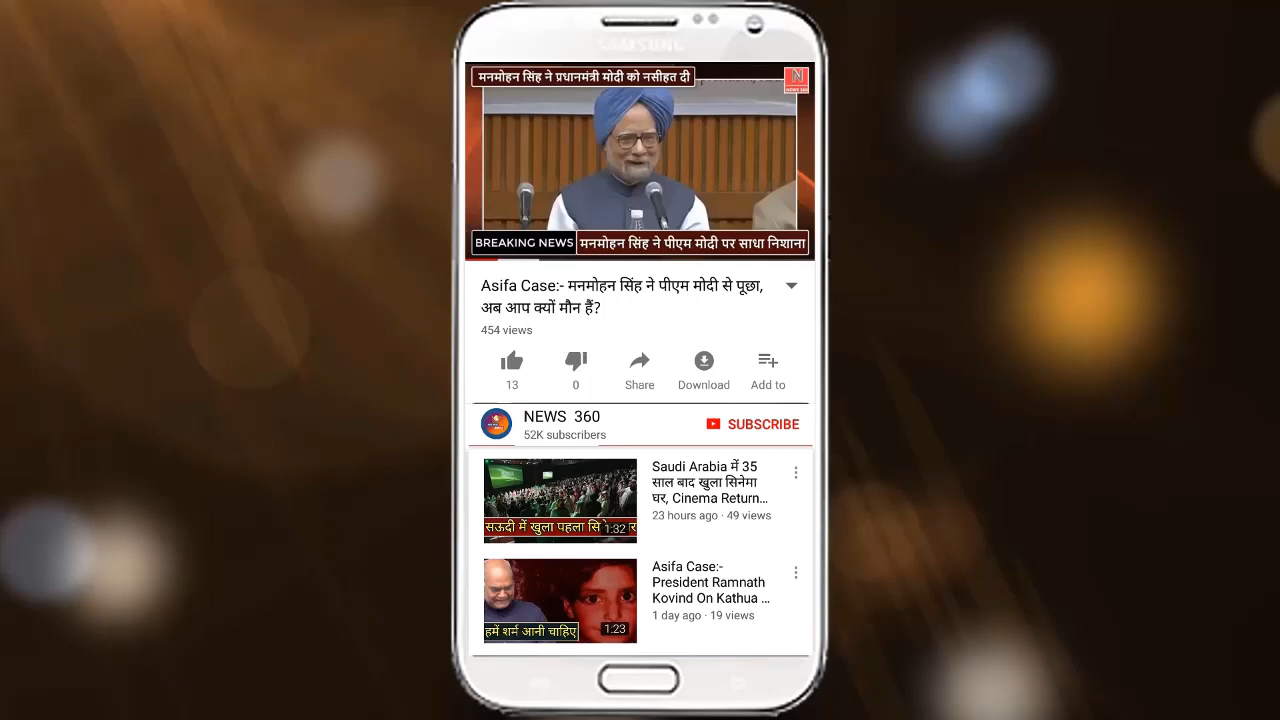 SAMSUNG
मनमोहन सिंह ने प्रधानमंत्री मोदी को नसीहत दी
N
NEWS 360
BREAKING NEWS मनमोहन सिंह ने पीएम मोदी पर साधा निशाना
Asifa Case:- मनमोहन सिंह ने पीएम मोदी से पूछा,
अब आप क्यों मौन हैं?
454 views
13
0
Share
Download
Add to
NEWS 360
52K subscribers
SUBSCRIBE
Saudi Arabia में 35
साल बाद खुला सिनेमा
घर, Cinema Return...
23 hours ago · 49 views
सऊदी में खुला पहला
1:32
Asifa Case:-
President Ramnath
Kovind On Kathua ...
1 day ago · 19 views
हमें शर्म आनी चाहिए
1:23